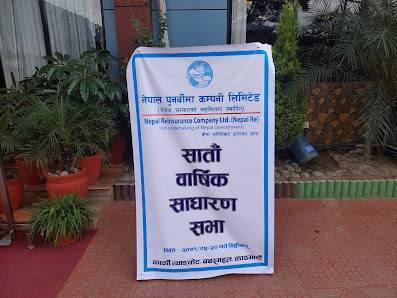 नेपाल पुनर्बीमा कम्पनी लिमिटेड
(नेपाल सरकारको स्वामित्वमा स्थापित)
Nepal Reinsurance Company Ltd. (Nepal Re)
(An undertaking of Nepal Government)
सातौं
वार्षिक
साधारण
सभा
मिति :
काठमाडौं